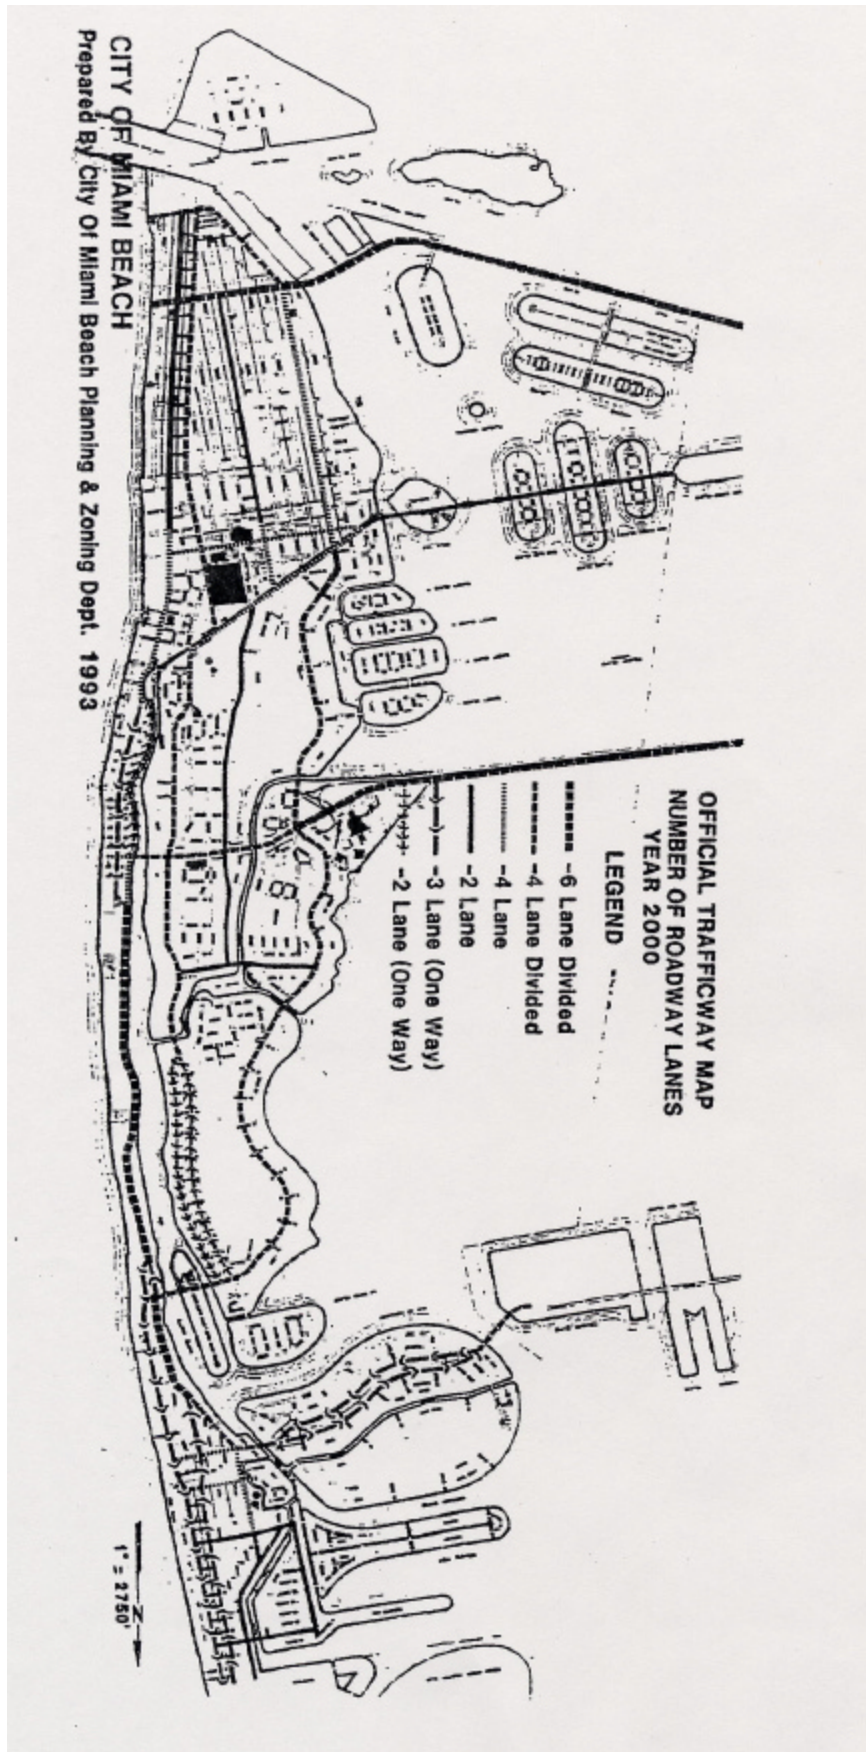 OFFICIAL TRAFFICWAY MAP
NUMBER OF ROADWAY LANES
YEAR 2000
LEGEND
-6 Lane Divided
-4 Lane Divided
-4 Lane
-2 Lane
-3 Lane (One Way)
-2 Lane (One Way)
N
1" = 2750'
CITY OF MIAMI BEACH
Prepared By City Of Miami Beach Planning & Zoning Dept. 1993